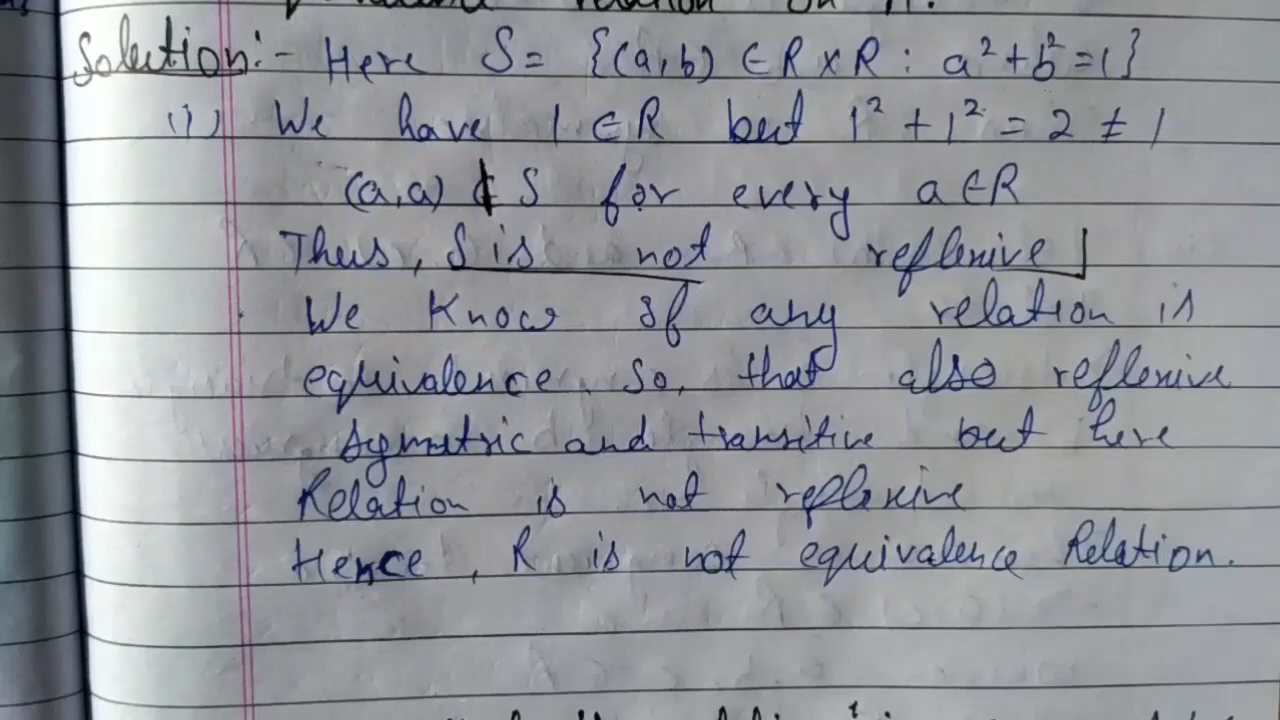 relation on A.
Solution:- Here S= {(a,b) ∈ R×R : a²+b²=1}
(i) We have 1 ∈ R but 1²+1²=2 ≠ 1
(a,a) ∉ S for every a∈R
Thus, S is not reflexive
We Know If any relation is
equivalence. So, that also reflexive
Symmetric and transitive but here
Relation is not reflexive
Hence, R is not equivalence Relation.